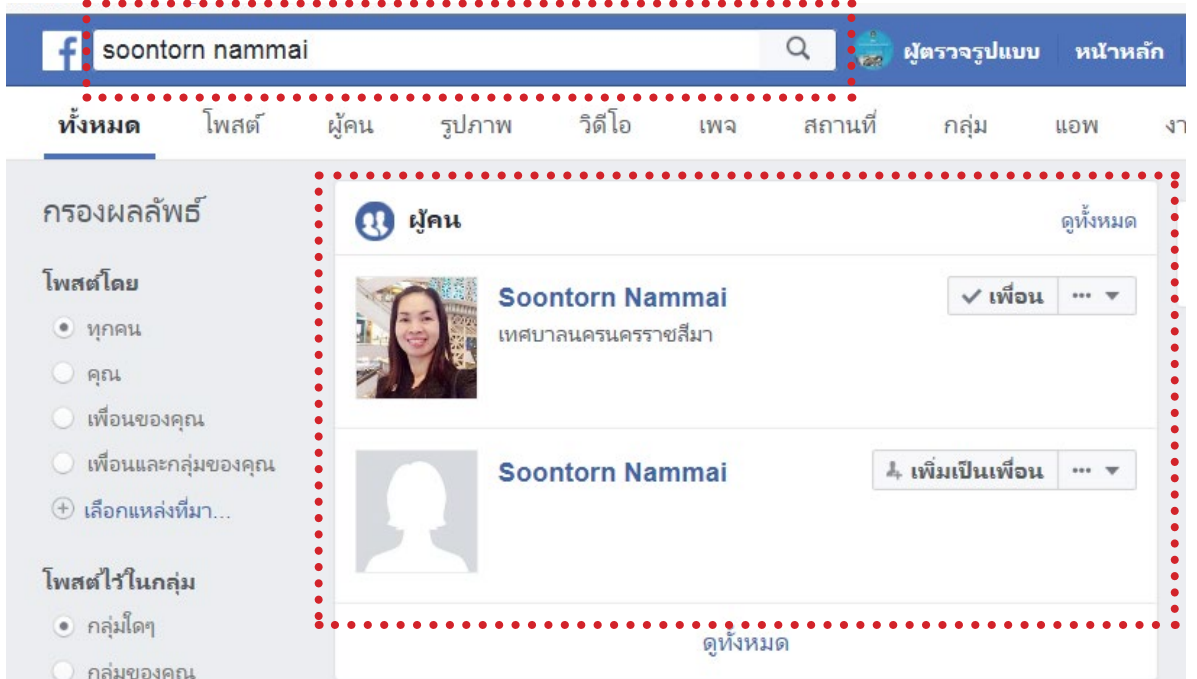 f soontorn nammai ผู้ตรวจรูปแบบ หน้าหลัก
ทั้งหมด โพสต์ ผู้คน รูปภาพ วิดีโอ เพจ สถานที่ กลุ่ม แอพ
กรองผลลัพธ์
โพสต์โดย
ทุกคน
คุณ
เพื่อนของคุณ
เพื่อนและกลุ่มของคุณ
เลือกแหล่งที่มา...
โพสต์ไว้ในกลุ่ม
กลุ่มใดๆ
กลุ่มของคุณ
ผู้คน ดูทั้งหมด
Soontorn Nammai เพื่อน
เทศบาลนครนครราชสีมา
Soontorn Nammai เพิ่มเป็นเพื่อน
ดูทั้งหมด